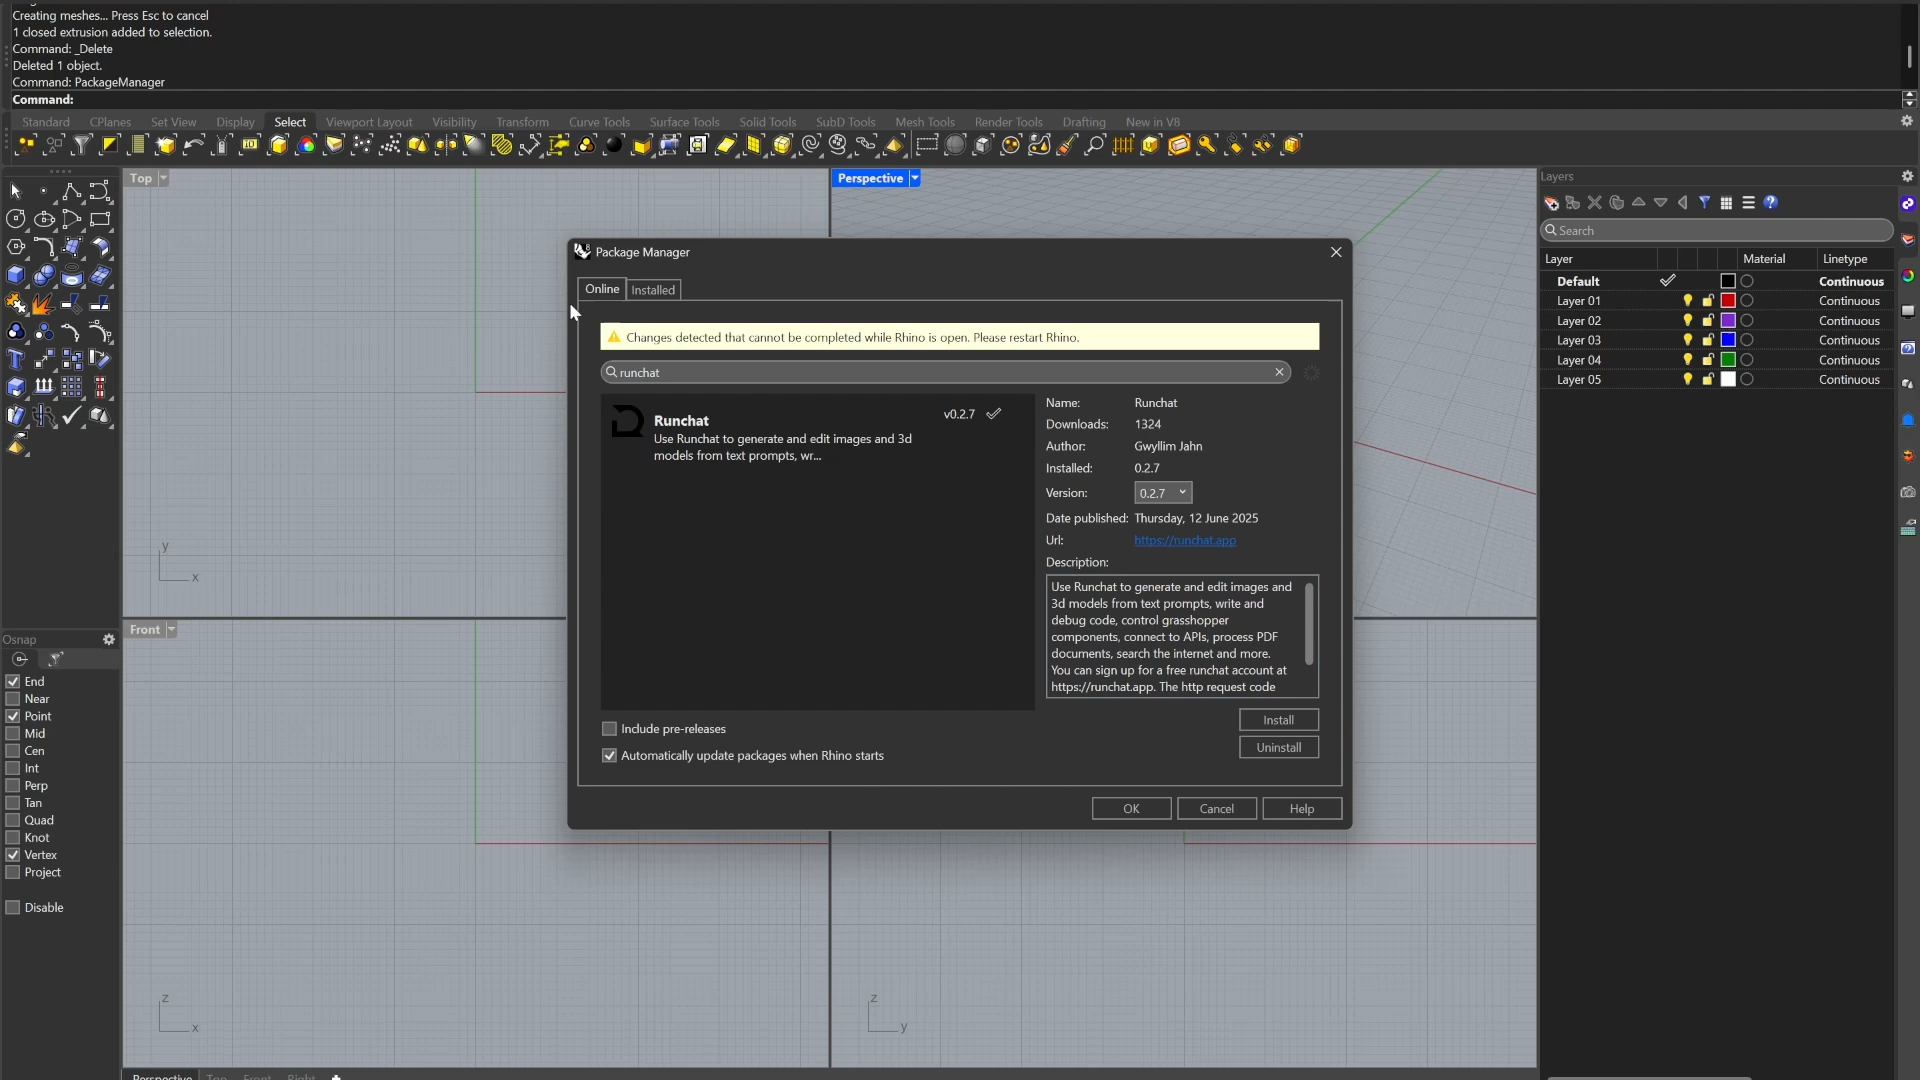 Creating meshes... Press Esc to cancel
1 closed extrusion added to selection.
Command: _Delete
Deleted 1 object.
Command: PackageManager
Command:
Standard CPlanes Set View Display Select Viewport Layout Visibility Transform Curve Tools Surface Tools Solid Tools SubD Tools Mesh Tools Render Tools Drafting New in V8
Top
Perspective
Layers
Search
Layer Material Linetype
Default Continuous
Layer 01 Continuous
Layer 02 Continuous
Layer 03 Continuous
Layer 04 Continuous
Layer 05 Continuous
Package Manager
Online Installed
Changes detected that cannot be completed while Rhino is open. Please restart Rhino.
runchat
Runchat v0.2.7
Use Runchat to generate and edit images and 3d
models from text prompts, wr...
Name: Runchat
Downloads: 1324
Author: Gwyllim Jahn
Installed: 0.2.7
Version: 0.2.7
Date published: Thursday, 12 June 2025
Url: https://runchat.app
Description:
Use Runchat to generate and edit images and
3d models from text prompts, write and
debug code, control grasshopper
components, connect to APIs, process PDF
documents, search the internet and more.
You can sign up for a free runchat account at
https://runchat.app. The http request code
Include pre-releases
Automatically update packages when Rhino starts
Install
Uninstall
OK Cancel Help
y
x
Front
Osnap
End
Near
Point
Mid
Cen
Int
Perp
Tan
Quad
Knot
Vertex
Project
Disable
z
x
z
y
Perspective Top Front Right